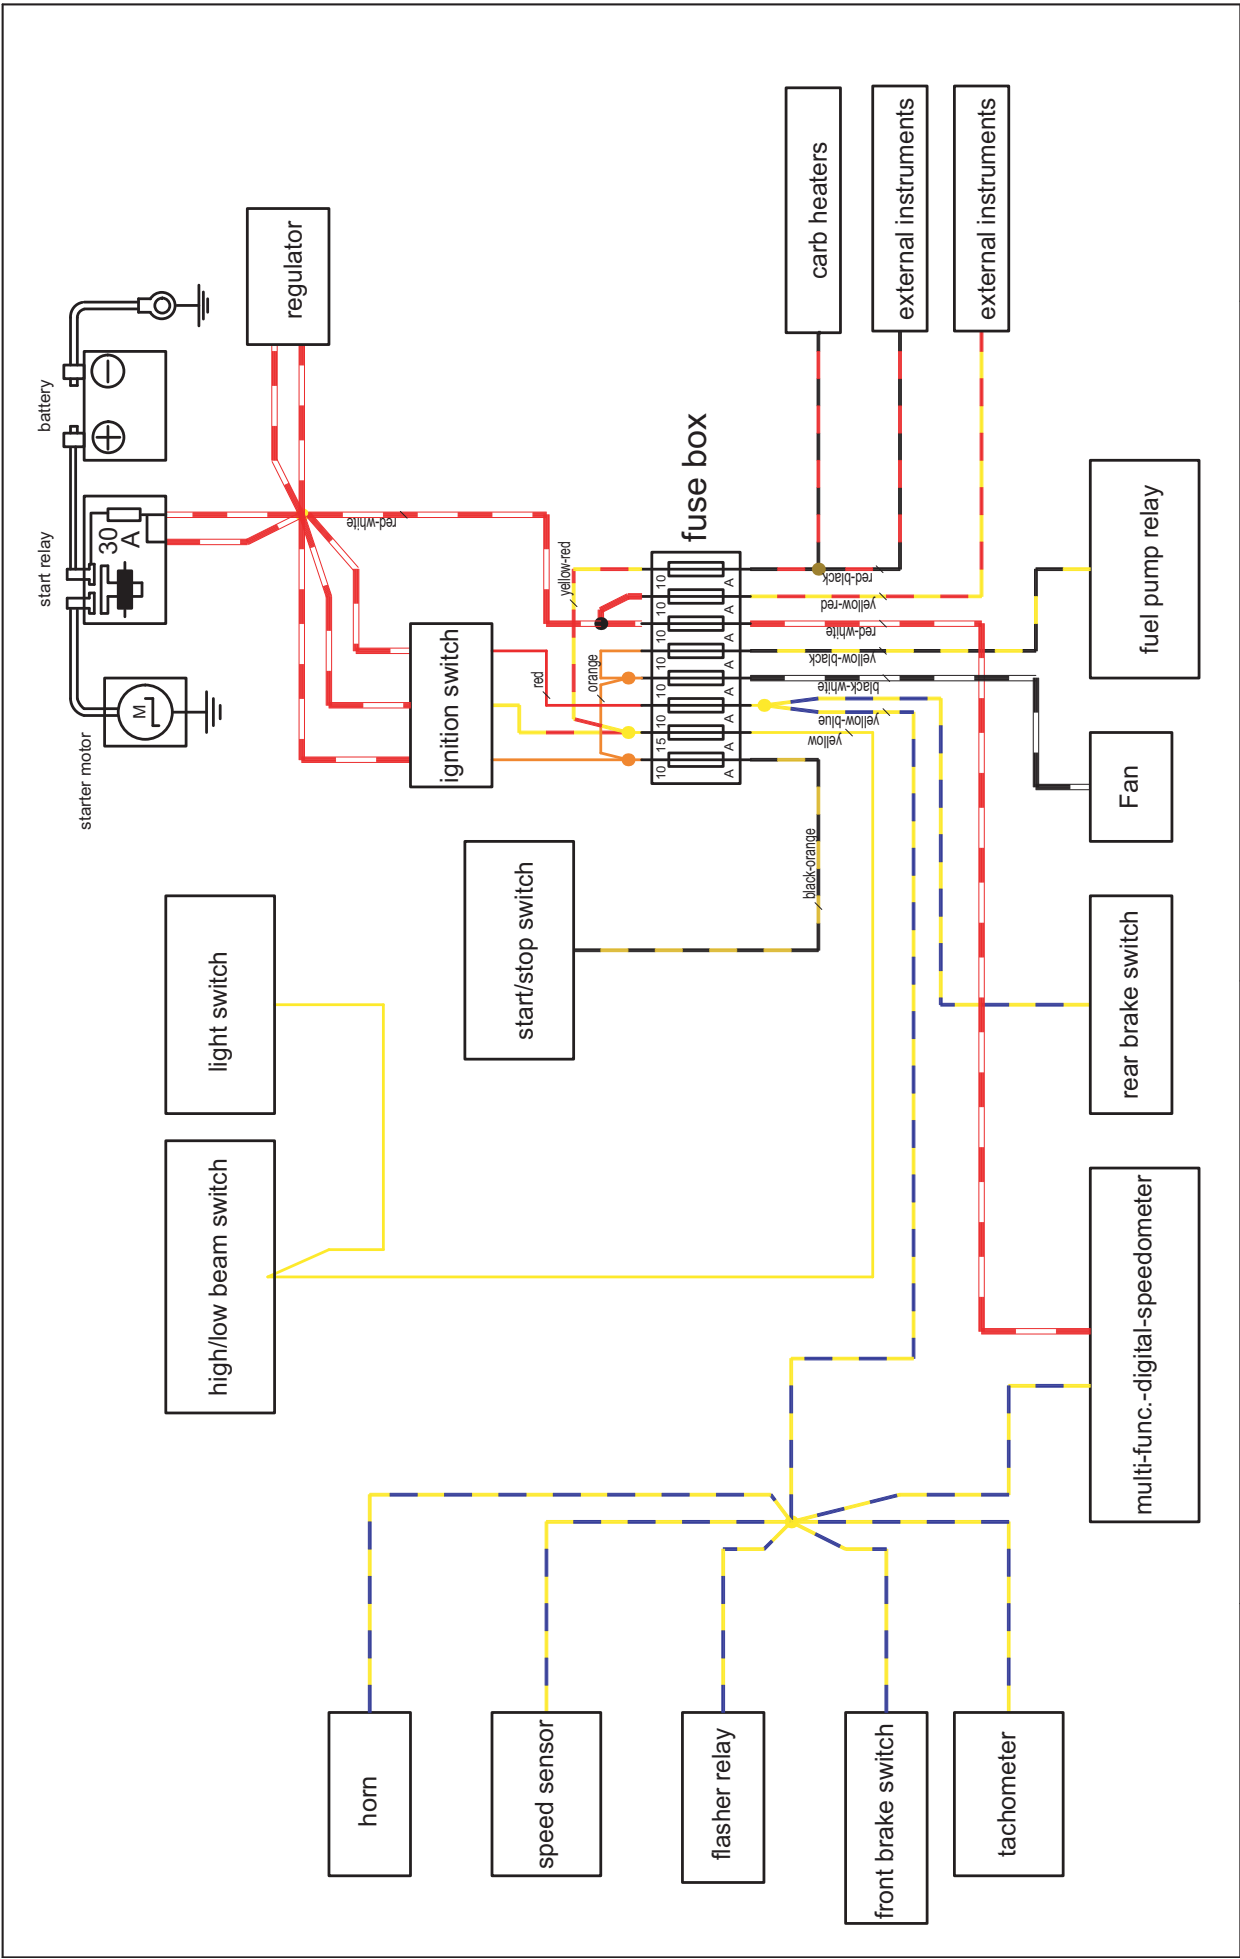 starter motor
start relay
battery
M
30
A
regulator
light switch
high/low beam switch
red-white
ignition switch
start/stop switch
red
orange
yellow-red
fuse box
10
15
10
10
10
10
10
10
A
A
A
A
A
A
A
A
black-orange
yellow
yellow-blue
black-white
yellow-black
red-white
yellow-red
red-black
carb heaters
external instruments
external instruments
horn
speed sensor
flasher relay
front brake switch
tachometer
multi-func.-digital-speedometer
rear brake switch
Fan
fuel pump relay